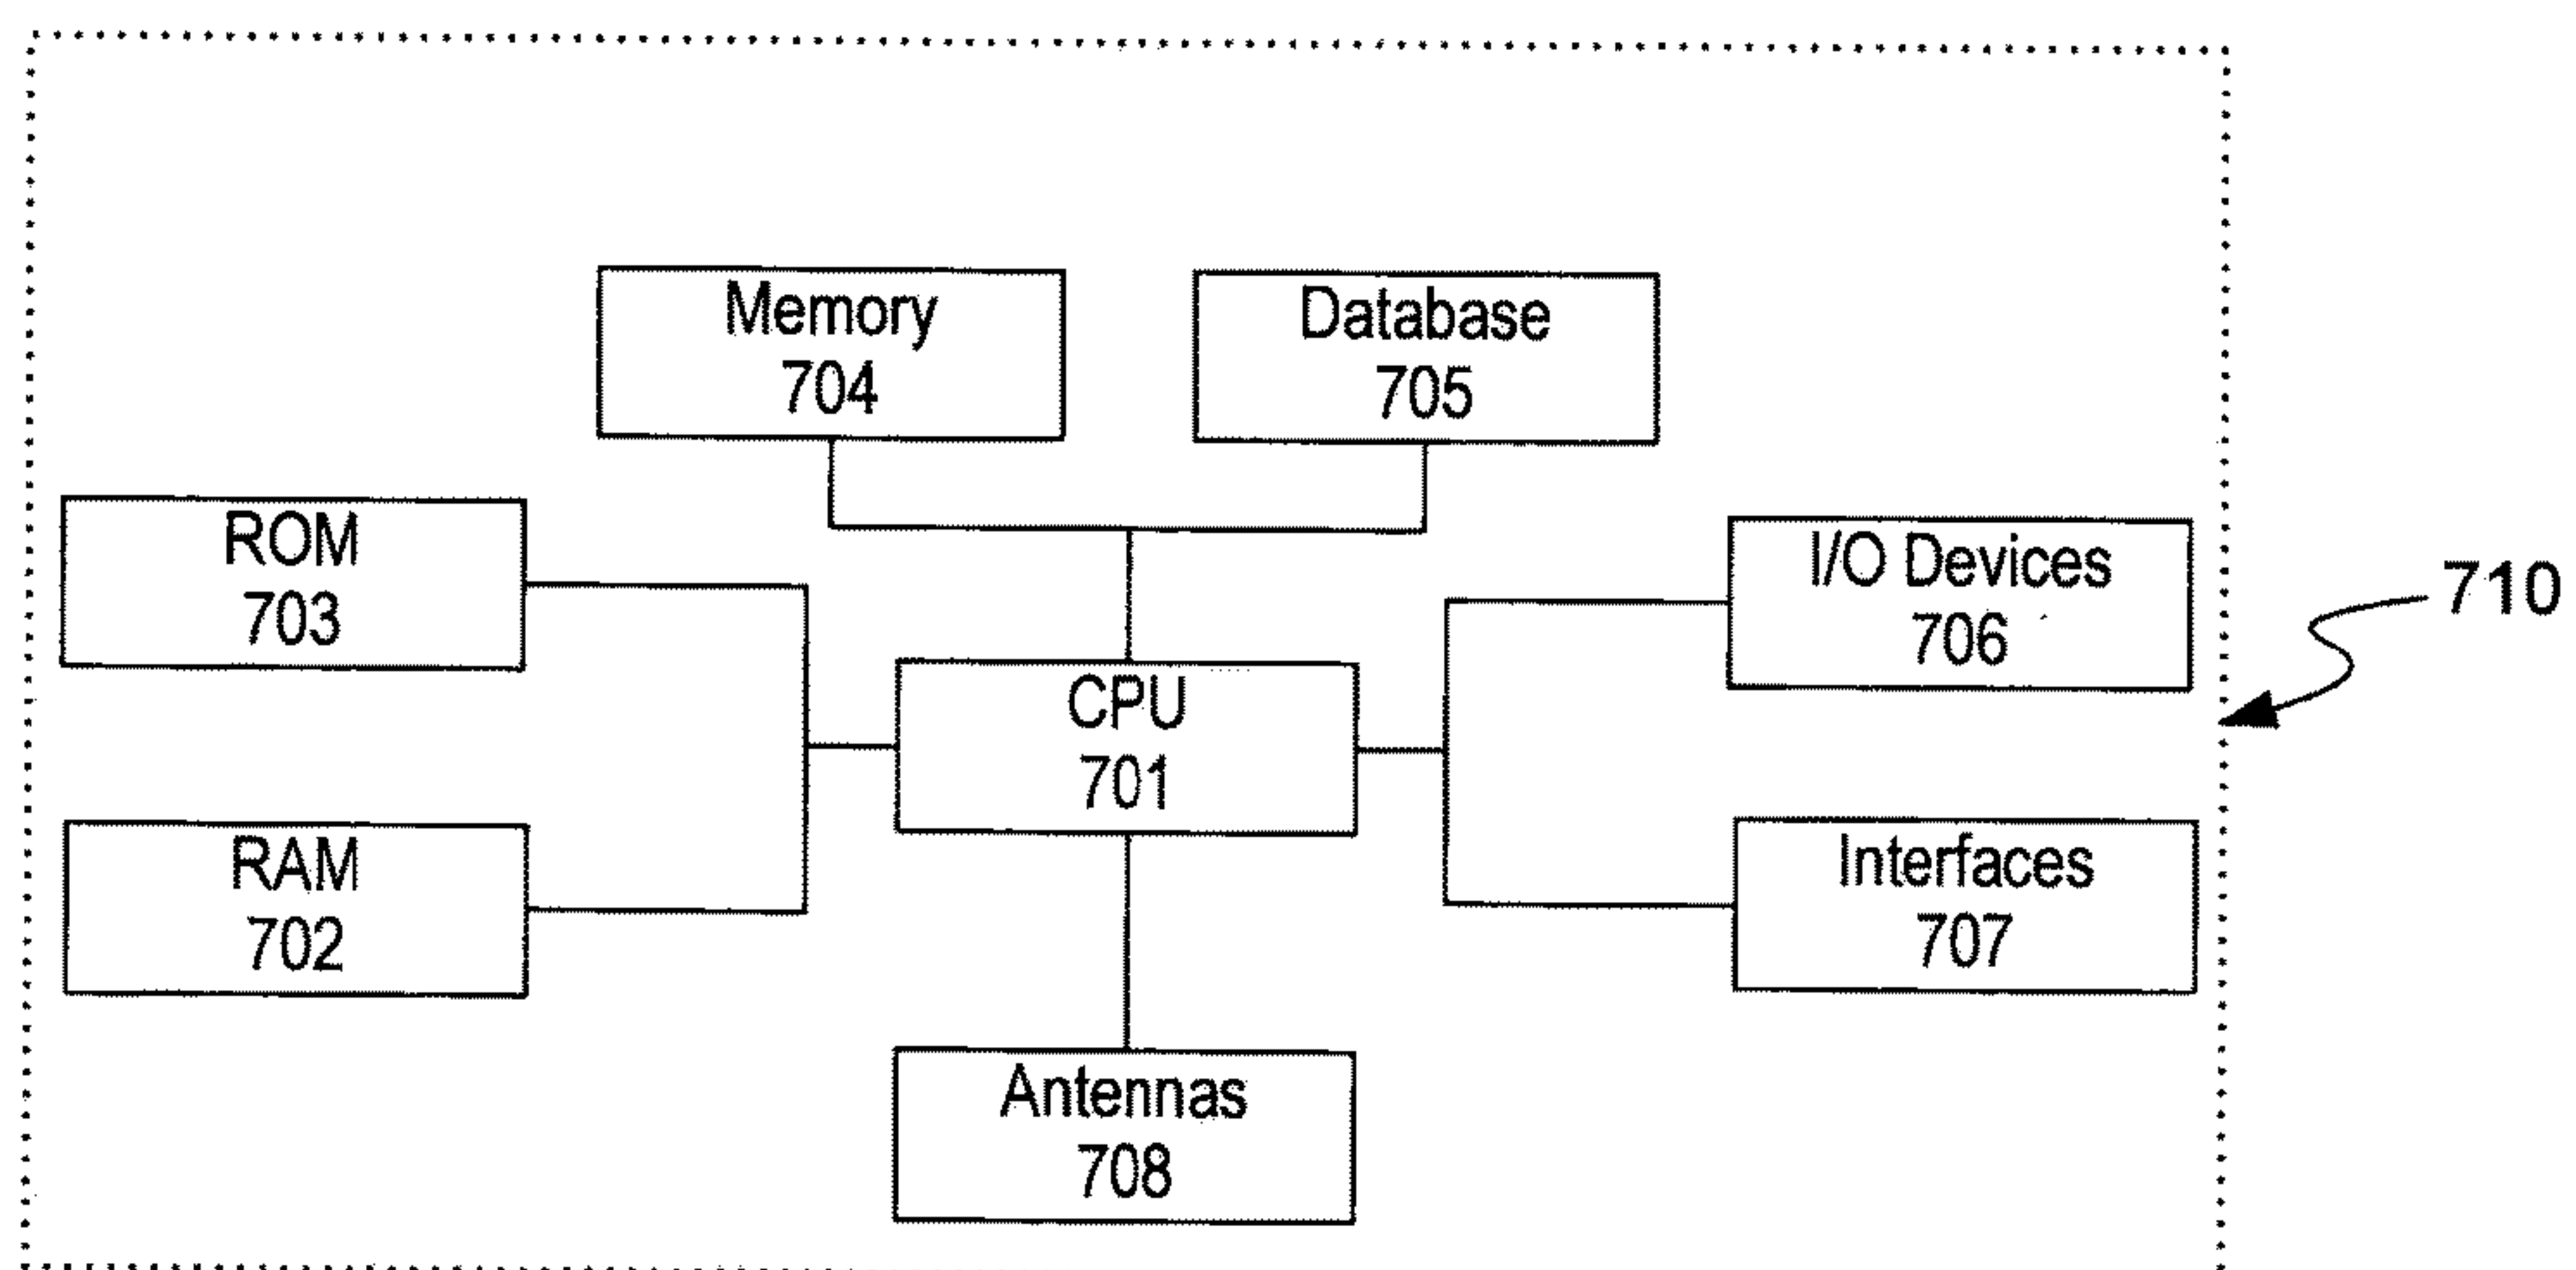 Memory
704
Database
705
ROM
703
I/O Devices
706
710
CPU
701
RAM
702
Interfaces
707
Antennas
708